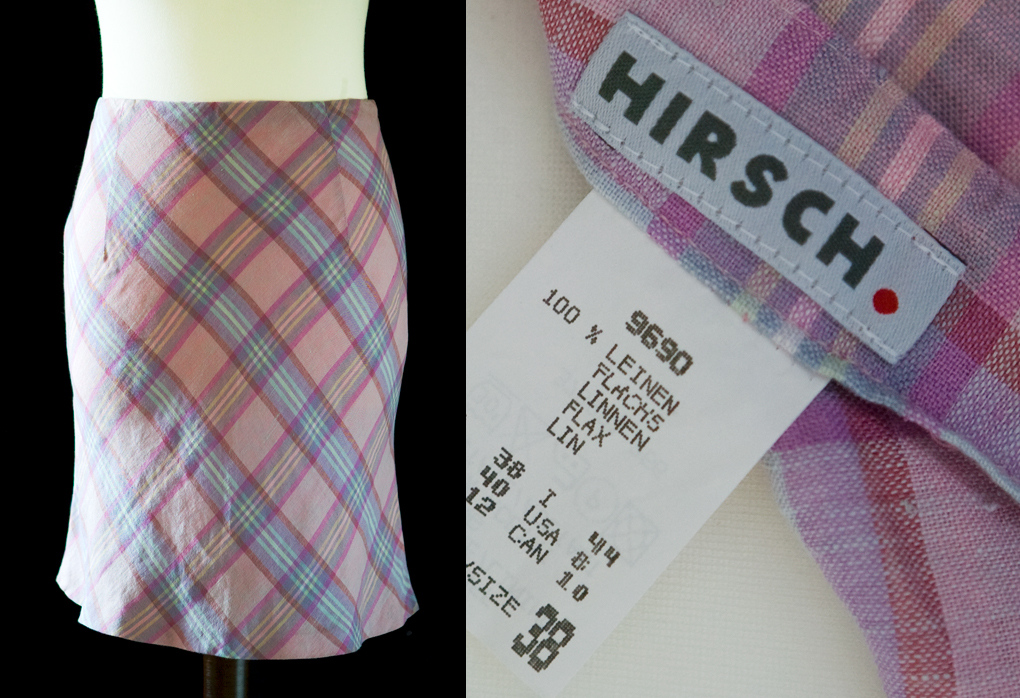 HIRSCH.
9690
100 % LEINEN
FLACHS
LINNEN
FLAX
LIN
38 I 44
40 USA 8
12 CAN 10
/SIZE 38